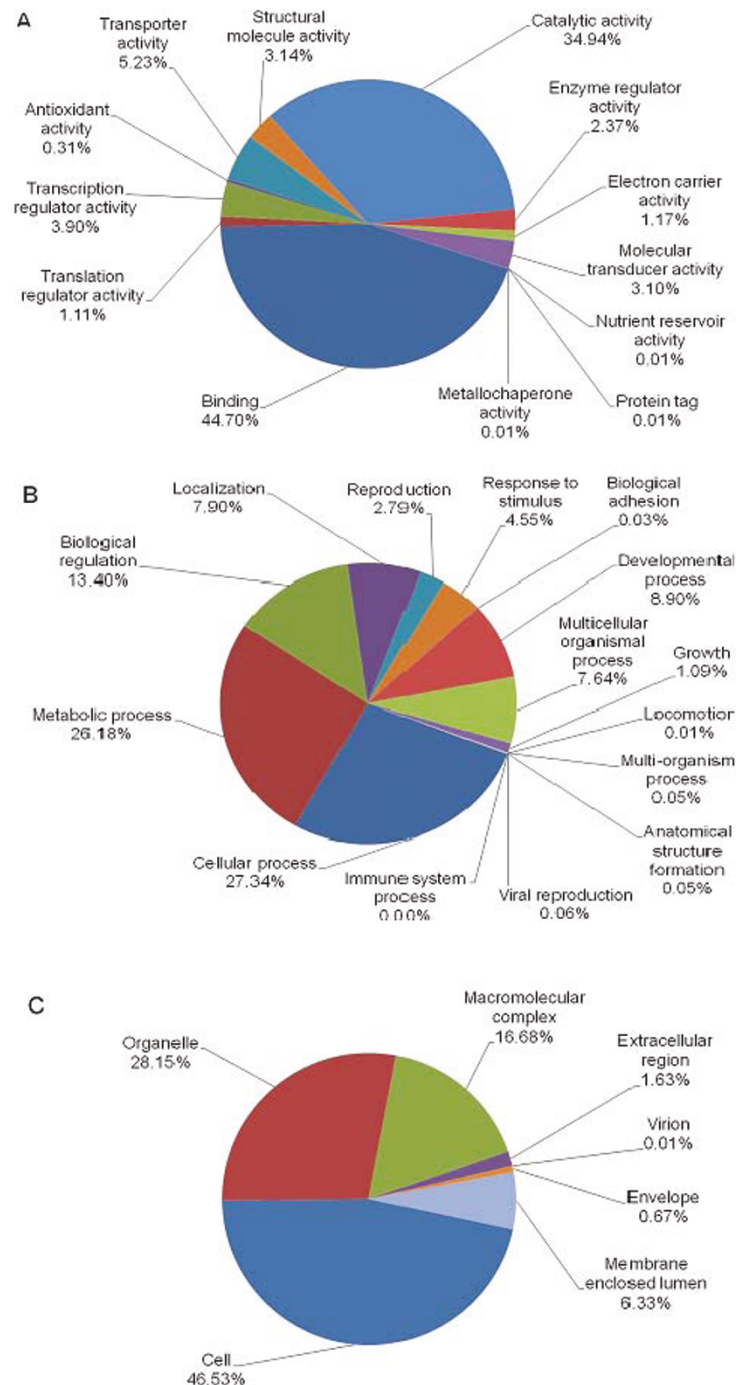 A
Structural
molecule activity
3.14%
Catalytic activity
34.94%
Transporter
activity
5.23%
Enzyme regulator
activity
2.37%
Antioxidant
activity
0.31%
Electron carrier
activity
1.17%
Transcription
regulator activity
3.90%
Molecular
transducer activity
3.10%
Translation
regulator activity
1.11%
Nutrient reservoir
activity
0.01%
Binding
44.70%
Metallochaperone
activity
0.01%
Protein tag
0.01%
B
Localization
7.90%
Reproduction
2.79%
Response to
stimulus
4.55%
Biological
adhesion
0.03%
Biological
regulation
13.40%
Developmental
process
8.90%
Multicellular
organismal
process
7.64%
Growth
1.09%
Metabolic process
26.18%
Locomotion
0.01%
Multi-organism
process
0.05%
Anatomical
structure
formation
0.05%
Cellular process
27.34%
Immune system
process
0.00%
Viral reproduction
0.06%
C
Macromolecular
complex
16.68%
Organelle
28.15%
Extracellular
region
1.63%
Virion
0.01%
Envelope
0.67%
Membrane
enclosed lumen
6.33%
Cell
46.53%